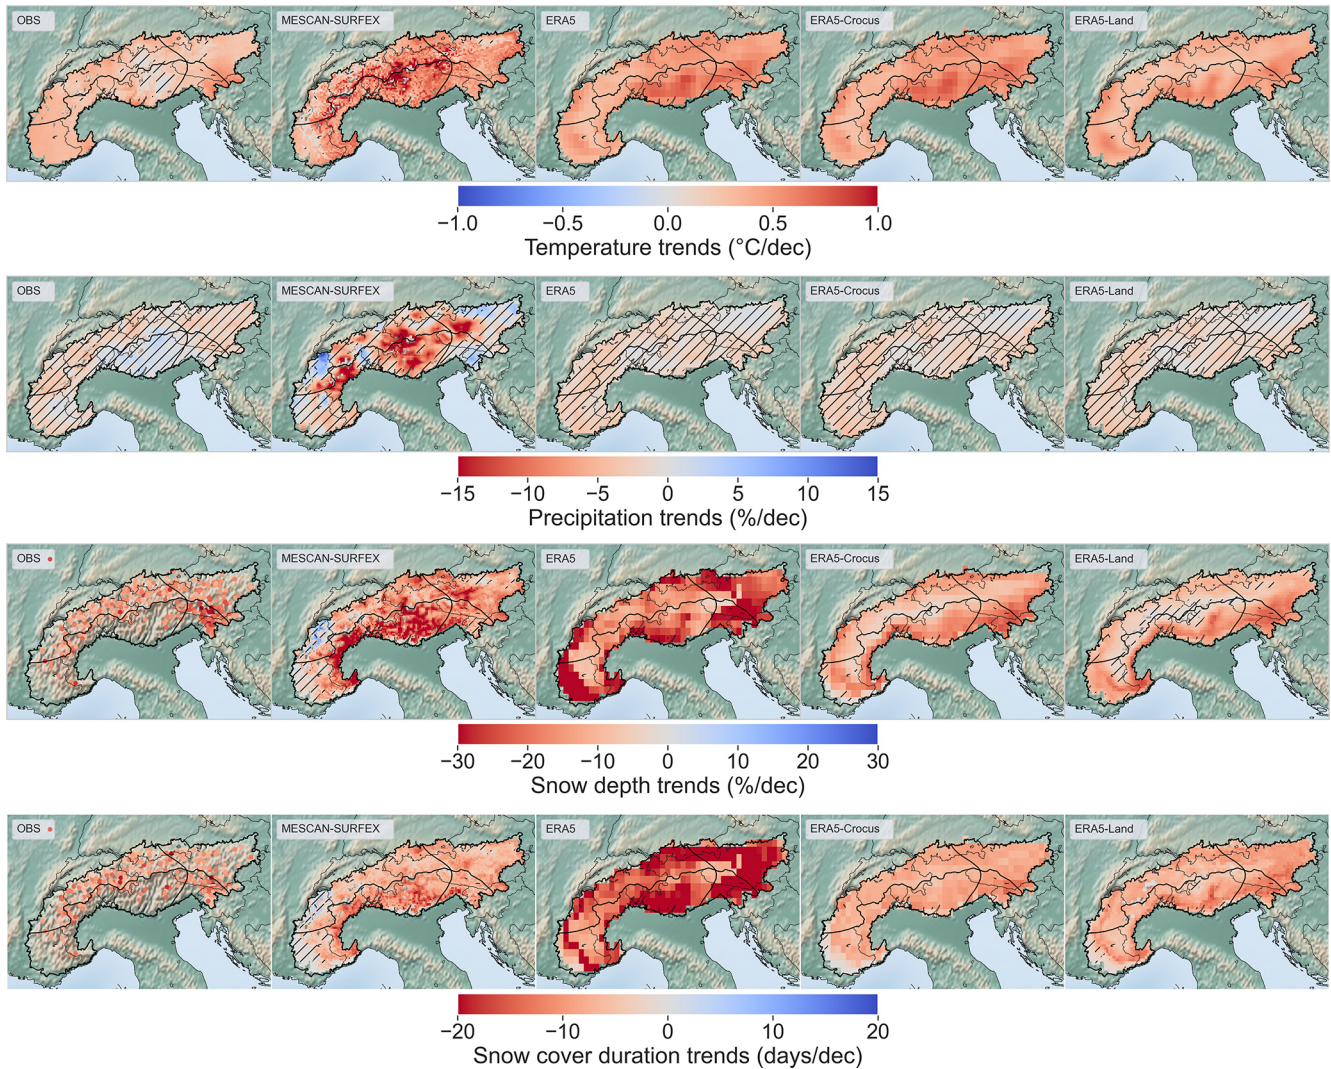 OBS MESCAN-SURFEX ERA5 ERA5-Crocus ERA5-Land
−1.0 −0.5 0.0 0.5 1.0
Temperature trends (°C/dec)
OBS MESCAN-SURFEX ERA5 ERA5-Crocus ERA5-Land
−15 −10 −5 0 5 10 15
Precipitation trends (%/dec)
OBS MESCAN-SURFEX ERA5 ERA5-Crocus ERA5-Land
−30 −20 −10 0 10 20 30
Snow depth trends (%/dec)
OBS MESCAN-SURFEX ERA5 ERA5-Crocus ERA5-Land
−20 −10 0 10 20
Snow cover duration trends (days/dec)